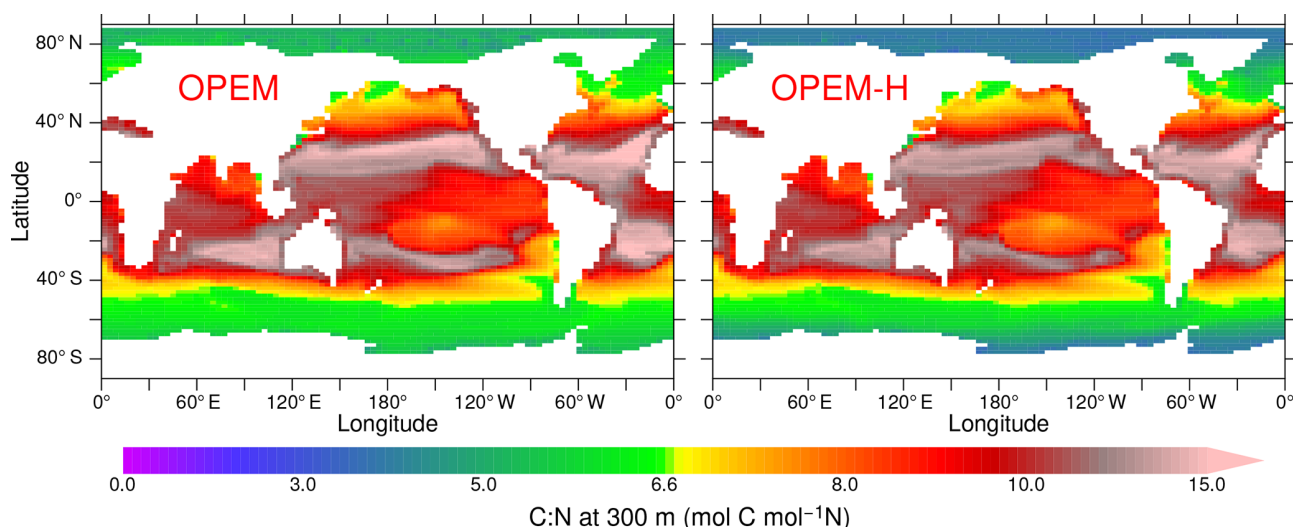 OPEM
OPEM-H
80° N
40° N
0°
40° S
80° S
Latitude
0° 60° E 120° E 180° 120° W 60° W 0°
0° 60° E 120° E 180° 120° W 60° W 0°
Longitude
Longitude
0.0 3.0 5.0 6.6 8.0 10.0 15.0
C:N at 300 m (mol C mol⁻¹N)